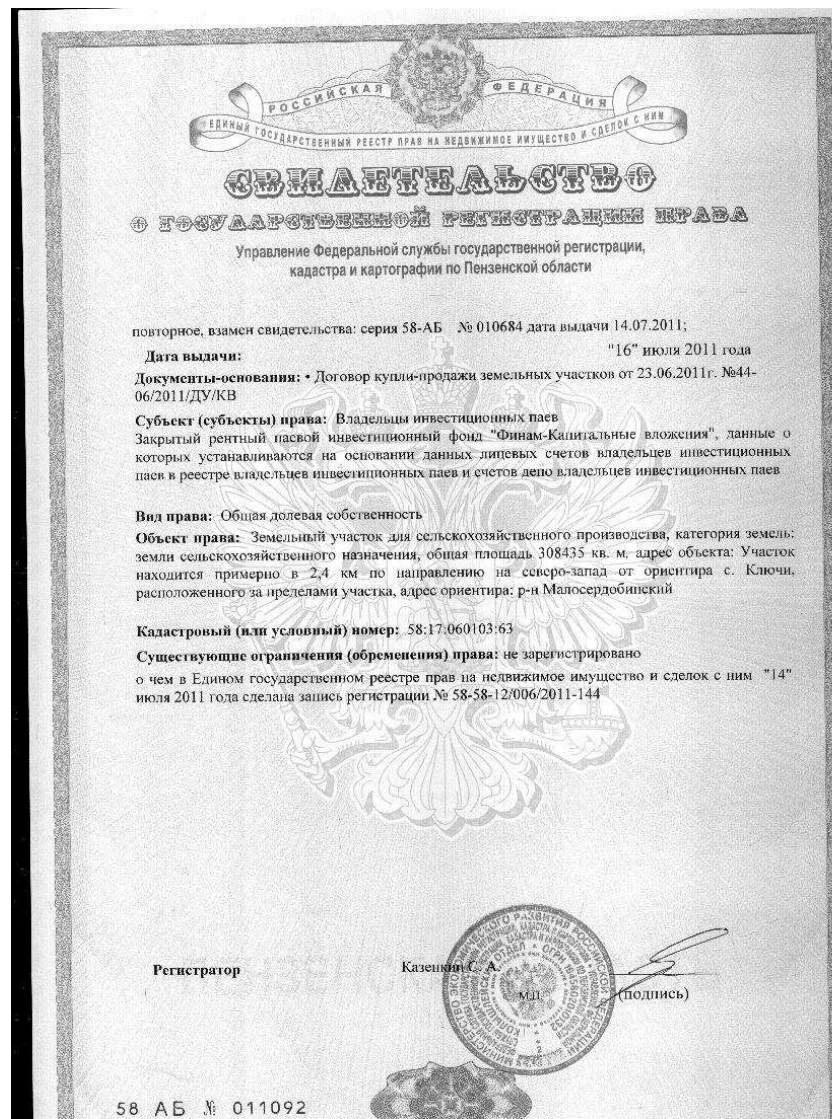 РОССИЙСКАЯ ФЕДЕРАЦИЯ
ЕДИНЫЙ ГОСУДАРСТВЕННЫЙ РЕЕСТР ПРАВ НА НЕДВИЖИМОЕ ИМУЩЕСТВО И СДЕЛОК С НИМ
СВИДЕТЕЛЬСТВО
О ГОСУДАРСТВЕННОЙ РЕГИСТРАЦИИ ПРАВА
Управление Федеральной службы государственной регистрации,
кадастра и картографии по Пензенской области
повторное, взамен свидетельства: серия 58-АБ № 010684 дата выдачи 14.07.2011;
Дата выдачи: "16" июля 2011 года
Документы-основания: • Договор купли-продажи земельных участков от 23.06.2011г. №44-
06/2011/ДУ/КВ
Субъект (субъекты) права: Владельцы инвестиционных паев
Закрытый рентный паевой инвестиционный фонд "Финам-Капитальные вложения", данные о
которых устанавливаются на основании данных лицевых счетов владельцев инвестиционных
паев в реестре владельцев инвестиционных паев и счетов депо владельцев инвестиционных паев
Вид права: Общая долевая собственность
Объект права: Земельный участок для сельскохозяйственного производства, категория земель:
земли сельскохозяйственного назначения, общая площадь 308435 кв. м, адрес объекта: Участок
находится примерно в 2,4 км по направлению на северо-запад от ориентира с. Ключи,
расположенного за пределами участка, адрес ориентира: р-н Малосердобинский
Кадастровый (или условный) номер: 58:17:060103:63
Существующие ограничения (обременения) права: не зарегистрировано
о чем в Едином государственном реестре прав на недвижимое имущество и сделок с ним "14"
июля 2011 года сделана запись регистрации № 58-58-12/006/2011-144
Регистратор Казенкин С. А.
М.П. (подпись)
58 АБ № 011092